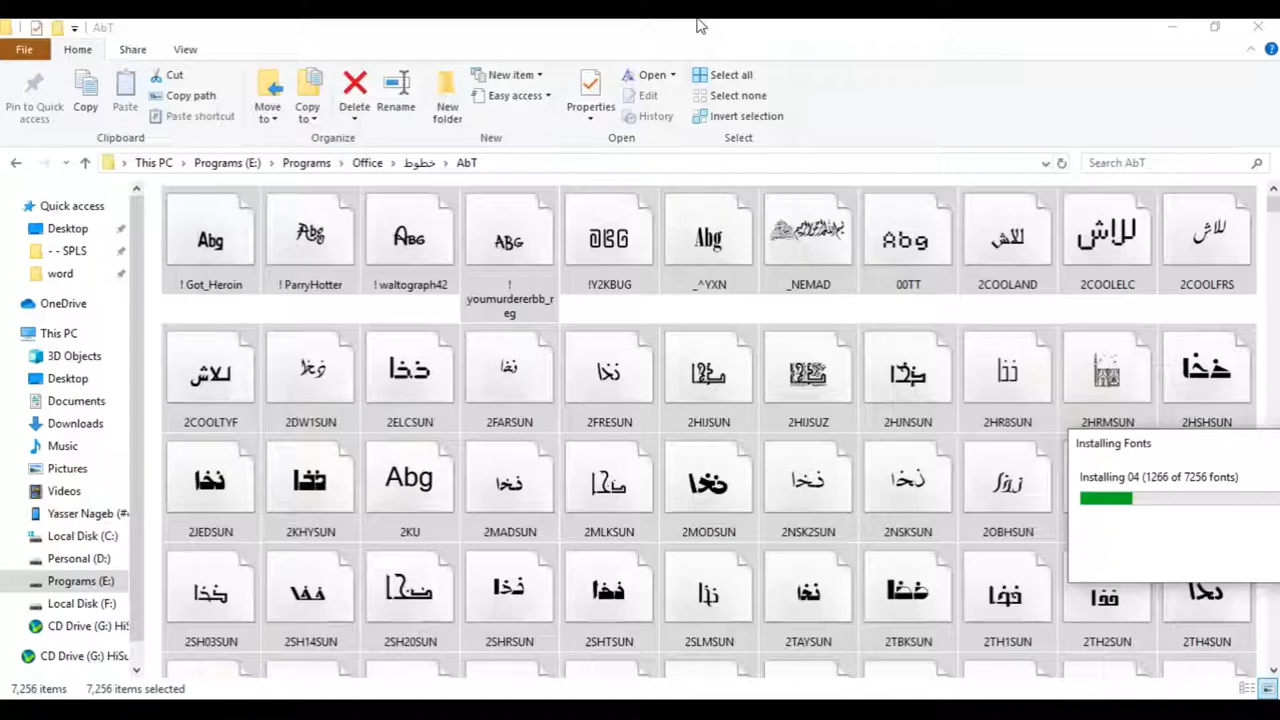 AbT
File Home Share View
Pin to Quick access
Copy
Paste
Cut
Copy path
Paste shortcut
Clipboard
Move to
Copy to
Delete
Rename
Organize
New folder
New item
Easy access
New
Properties
Open
Edit
History
Open
Select all
Select none
Invert selection
Select
This PC Programs (E:) Programs Office خطوط AbT
Search AbT
Quick access
Desktop
- - SPLS
word
OneDrive
This PC
3D Objects
Desktop
Documents
Downloads
Music
Pictures
Videos
Yasser Nageb (#
Local Disk (C:)
Personal (D:)
Programs (E:)
Local Disk (F:)
CD Drive (G:) HiSu
CD Drive (G:) HiSu
Abg Abg Abg ABG ABG Abg Abg للاش للاش للاش
! Got_Heroin ! ParryHotter ! waltograph42 ! youmurdererbb_reg !Y2KBUG _^YXN _NEMAD 00TT 2COOLAND 2COOLELC 2COOLFRS
للاش
2COOLTYF 2DW1SUN 2ELCSUN 2FARSUN 2FRESUN 2HIJSUN 2HIJSUZ 2HJNSUN 2HR8SUN 2HRMSUN 2HSHSUN
Abg
2JEDSUN 2KHYSUN 2KU 2MADSUN 2MLKSUN 2MODSUN 2NSK2SUN 2NSKSUN 2OBHSUN
2SH03SUN 2SH14SUN 2SH20SUN 2SHRSUN 2SHTSUN 2SLMSUN 2TAYSUN 2TBKSUN 2TH1SUN 2TH2SUN 2TH4SUN
Installing Fonts
Installing 04 (1266 of 7256 fonts)
7,256 items 7,256 items selected